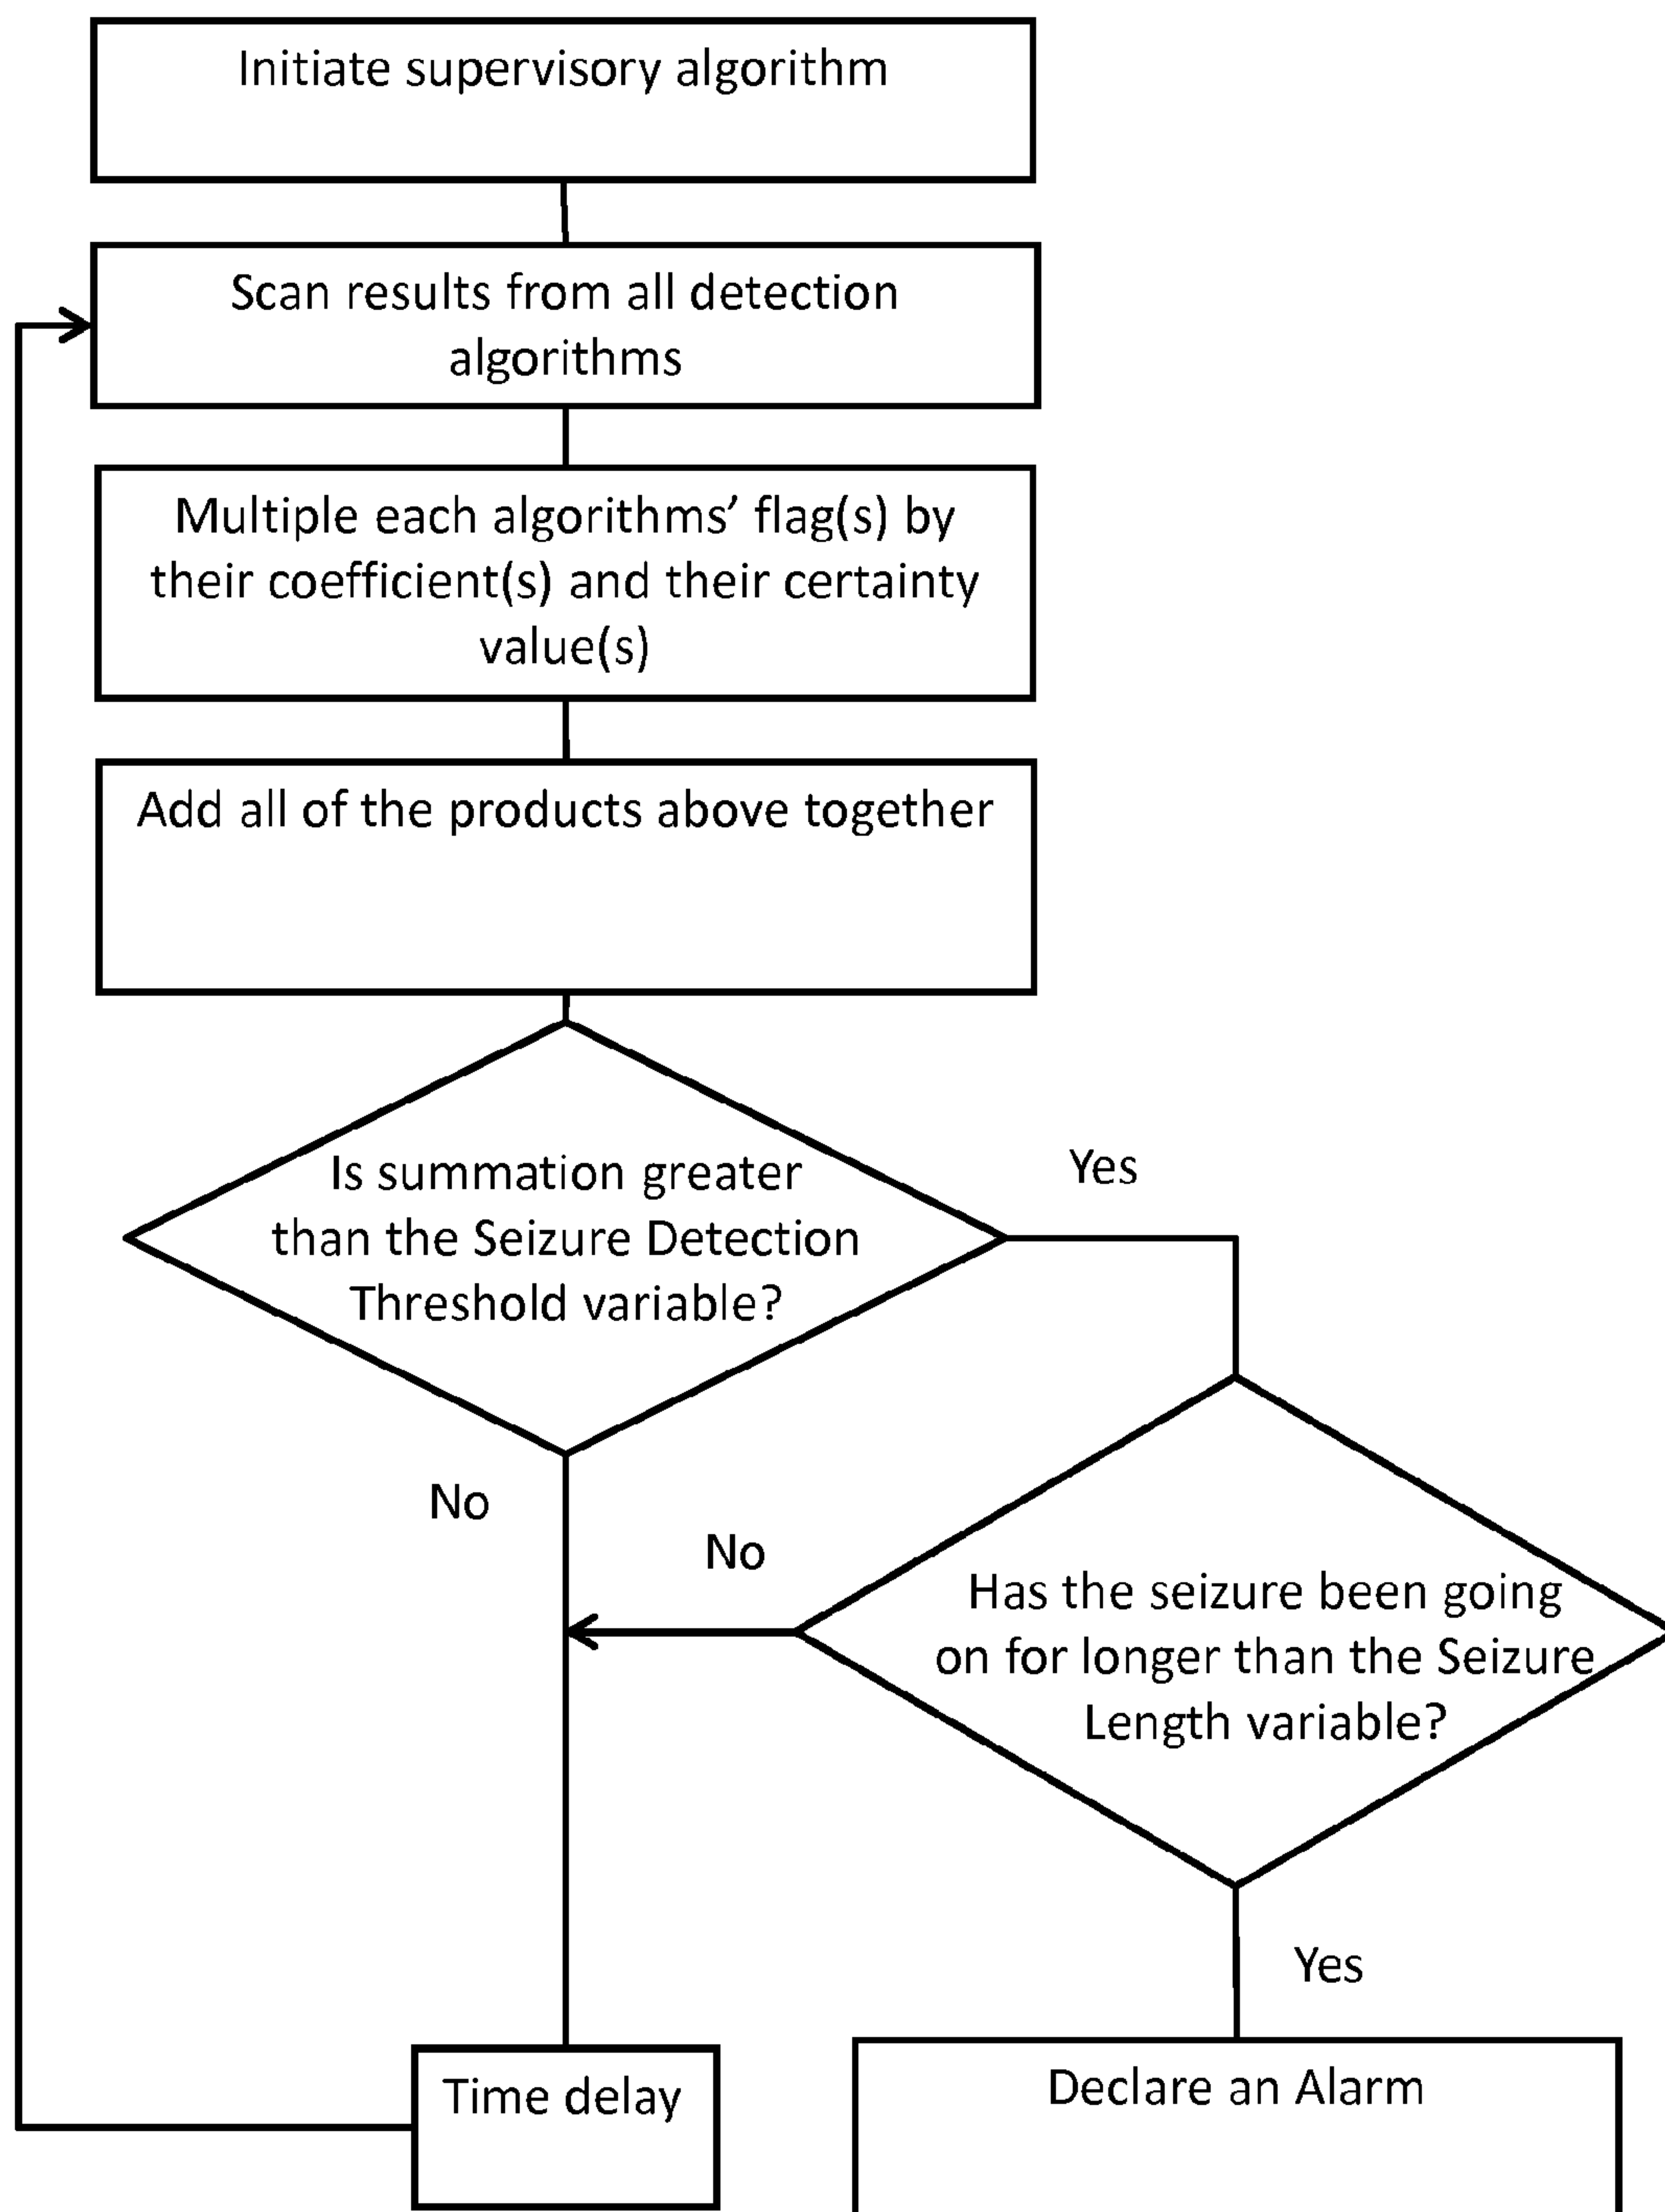 Initiate supervisory algorithm
Scan results from all detection
algorithms
Multiple each algorithms’ flag(s) by
their coefficient(s) and their certainty
value(s)
Add all of the products above together
Is summation greater
than the Seizure Detection
Threshold variable?
Yes
No
No
Has the seizure been going
on for longer than the Seizure
Length variable?
Yes
Time delay
Declare an Alarm